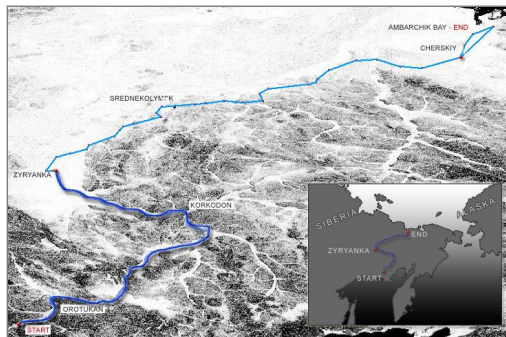 AMBARCHIK BAY - END
CHERSKIY
SREDNEKOLYMSK
ZYRYANKA
KORKODON
OROTUKAN
START
SIBERIA
ALASKA
END
ZYRYANKA
START